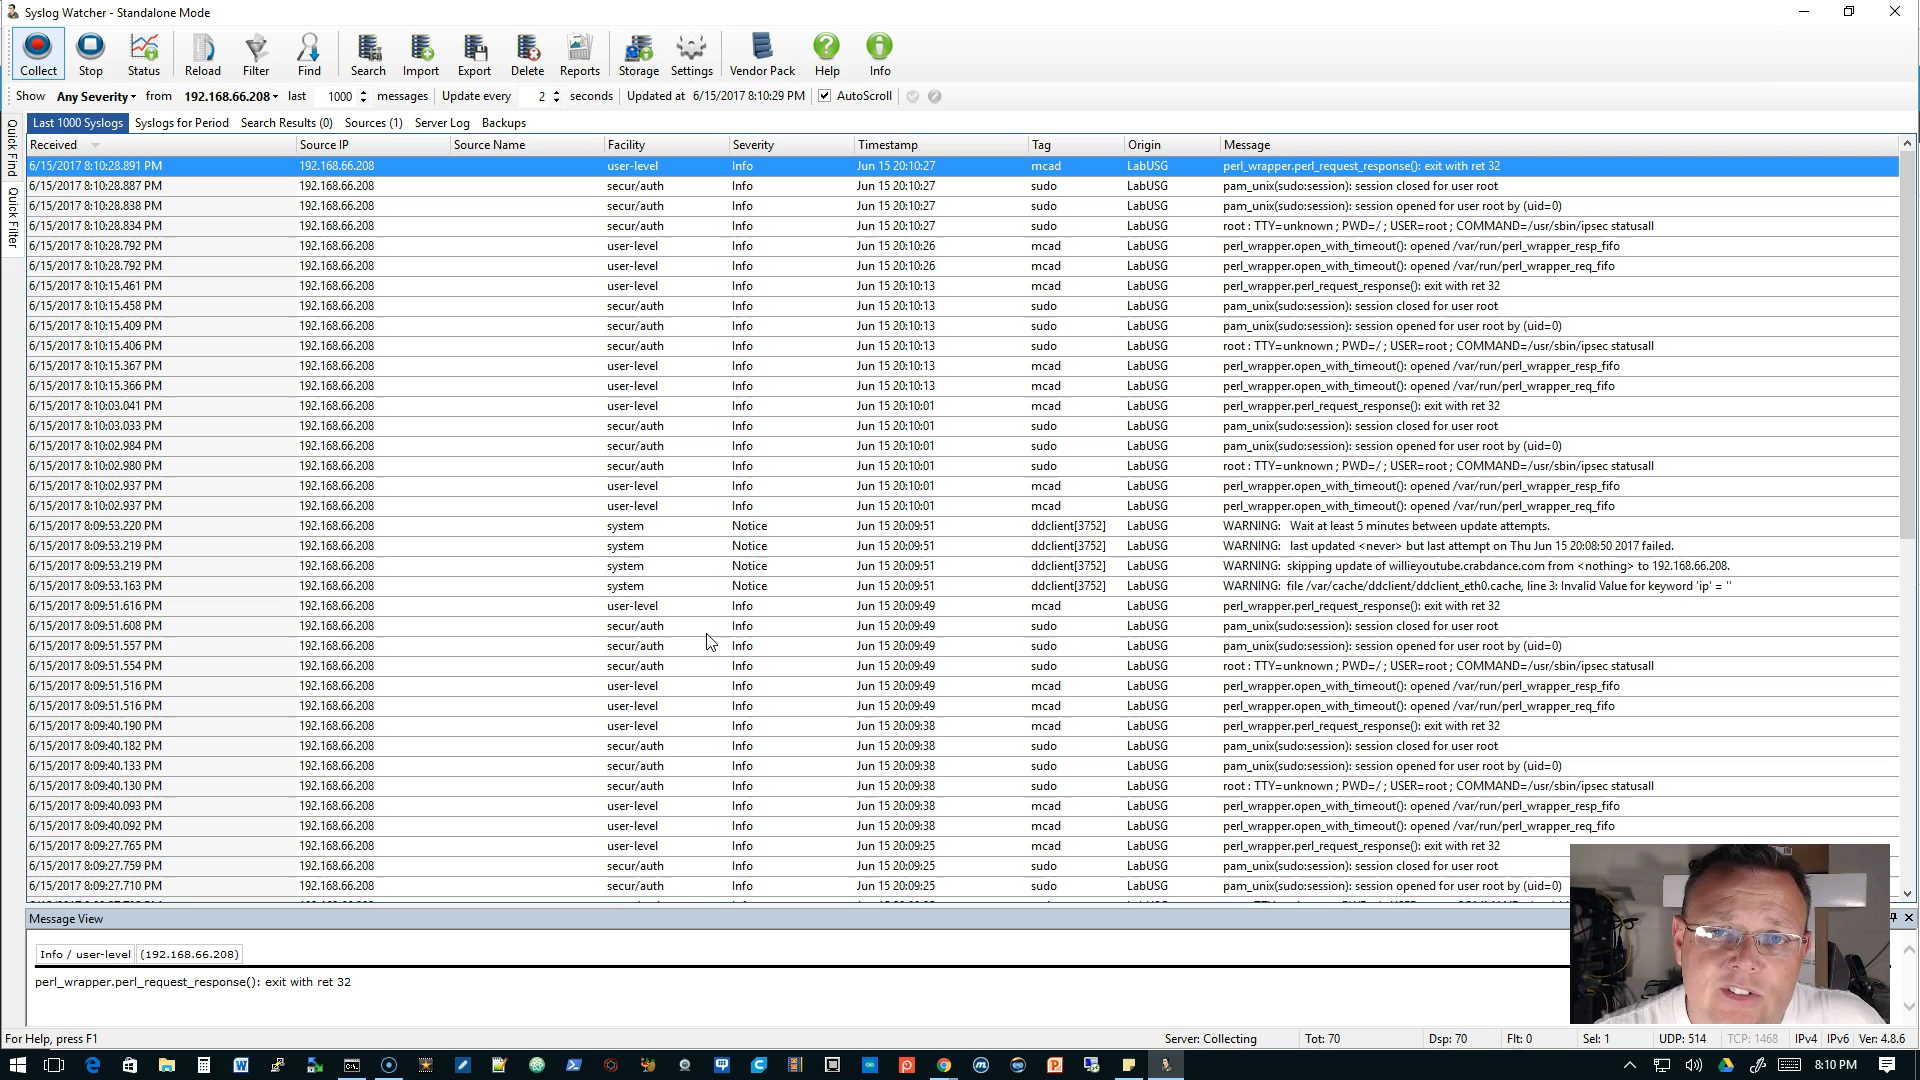 Syslog Watcher - Standalone Mode
Collect Stop Status Reload Filter Find Search Import Export Delete Reports Storage Settings Vendor Pack Help Info
Show Any Severity from 192.168.66.208 last 1000 messages Update every 2 seconds Updated at 6/15/2017 8:10:29 PM AutoScroll
Last 1000 Syslogs Syslogs for Period Search Results (0) Sources (1) Server Log Backups
Quick Find
Quick Filter
Received Source IP Source Name Facility Severity Timestamp Tag Origin Message
6/15/2017 8:10:28.891 PM 192.168.66.208 user-level Info Jun 15 20:10:27 mcad LabUSG perl_wrapper.perl_request_response(): exit with ret 32
6/15/2017 8:10:28.887 PM 192.168.66.208 secur/auth Info Jun 15 20:10:27 sudo LabUSG pam_unix(sudo:session): session closed for user root
6/15/2017 8:10:28.838 PM 192.168.66.208 secur/auth Info Jun 15 20:10:27 sudo LabUSG pam_unix(sudo:session): session opened for user root by (uid=0)
6/15/2017 8:10:28.834 PM 192.168.66.208 secur/auth Info Jun 15 20:10:27 sudo LabUSG root : TTY=unknown ; PWD=/ ; USER=root ; COMMAND=/usr/sbin/ipsec statusall
6/15/2017 8:10:28.792 PM 192.168.66.208 user-level Info Jun 15 20:10:26 mcad LabUSG perl_wrapper.open_with_timeout(): opened /var/run/perl_wrapper_resp_fifo
6/15/2017 8:10:28.792 PM 192.168.66.208 user-level Info Jun 15 20:10:26 mcad LabUSG perl_wrapper.open_with_timeout(): opened /var/run/perl_wrapper_req_fifo
6/15/2017 8:10:15.461 PM 192.168.66.208 user-level Info Jun 15 20:10:13 mcad LabUSG perl_wrapper.perl_request_response(): exit with ret 32
6/15/2017 8:10:15.458 PM 192.168.66.208 secur/auth Info Jun 15 20:10:13 sudo LabUSG pam_unix(sudo:session): session closed for user root
6/15/2017 8:10:15.409 PM 192.168.66.208 secur/auth Info Jun 15 20:10:13 sudo LabUSG pam_unix(sudo:session): session opened for user root by (uid=0)
6/15/2017 8:10:15.406 PM 192.168.66.208 secur/auth Info Jun 15 20:10:13 sudo LabUSG root : TTY=unknown ; PWD=/ ; USER=root ; COMMAND=/usr/sbin/ipsec statusall
6/15/2017 8:10:15.367 PM 192.168.66.208 user-level Info Jun 15 20:10:13 mcad LabUSG perl_wrapper.open_with_timeout(): opened /var/run/perl_wrapper_resp_fifo
6/15/2017 8:10:15.366 PM 192.168.66.208 user-level Info Jun 15 20:10:13 mcad LabUSG perl_wrapper.open_with_timeout(): opened /var/run/perl_wrapper_req_fifo
6/15/2017 8:10:03.041 PM 192.168.66.208 user-level Info Jun 15 20:10:01 mcad LabUSG perl_wrapper.perl_request_response(): exit with ret 32
6/15/2017 8:10:03.033 PM 192.168.66.208 secur/auth Info Jun 15 20:10:01 sudo LabUSG pam_unix(sudo:session): session closed for user root
6/15/2017 8:10:02.984 PM 192.168.66.208 secur/auth Info Jun 15 20:10:01 sudo LabUSG pam_unix(sudo:session): session opened for user root by (uid=0)
6/15/2017 8:10:02.980 PM 192.168.66.208 secur/auth Info Jun 15 20:10:01 sudo LabUSG root : TTY=unknown ; PWD=/ ; USER=root ; COMMAND=/usr/sbin/ipsec statusall
6/15/2017 8:10:02.937 PM 192.168.66.208 user-level Info Jun 15 20:10:01 mcad LabUSG perl_wrapper.open_with_timeout(): opened /var/run/perl_wrapper_resp_fifo
6/15/2017 8:10:02.937 PM 192.168.66.208 user-level Info Jun 15 20:10:01 mcad LabUSG perl_wrapper.open_with_timeout(): opened /var/run/perl_wrapper_req_fifo
6/15/2017 8:09:53.220 PM 192.168.66.208 system Notice Jun 15 20:09:51 ddclient[3752] LabUSG WARNING: Wait at least 5 minutes between update attempts.
6/15/2017 8:09:53.219 PM 192.168.66.208 system Notice Jun 15 20:09:51 ddclient[3752] LabUSG WARNING: last updated <never> but last attempt on Thu Jun 15 20:08:50 2017 failed.
6/15/2017 8:09:53.219 PM 192.168.66.208 system Notice Jun 15 20:09:51 ddclient[3752] LabUSG WARNING: skipping update of willieyoutube.crabdance.com from <nothing> to 192.168.66.208.
6/15/2017 8:09:53.163 PM 192.168.66.208 system Notice Jun 15 20:09:51 ddclient[3752] LabUSG WARNING: file /var/cache/ddclient/ddclient_eth0.cache, line 3: Invalid Value for keyword 'ip' = ''
6/15/2017 8:09:51.616 PM 192.168.66.208 user-level Info Jun 15 20:09:49 mcad LabUSG perl_wrapper.perl_request_response(): exit with ret 32
6/15/2017 8:09:51.608 PM 192.168.66.208 secur/auth Info Jun 15 20:09:49 sudo LabUSG pam_unix(sudo:session): session closed for user root
6/15/2017 8:09:51.557 PM 192.168.66.208 secur/auth Info Jun 15 20:09:49 sudo LabUSG pam_unix(sudo:session): session opened for user root by (uid=0)
6/15/2017 8:09:51.554 PM 192.168.66.208 secur/auth Info Jun 15 20:09:49 sudo LabUSG root : TTY=unknown ; PWD=/ ; USER=root ; COMMAND=/usr/sbin/ipsec statusall
6/15/2017 8:09:51.516 PM 192.168.66.208 user-level Info Jun 15 20:09:49 mcad LabUSG perl_wrapper.open_with_timeout(): opened /var/run/perl_wrapper_resp_fifo
6/15/2017 8:09:51.516 PM 192.168.66.208 user-level Info Jun 15 20:09:49 mcad LabUSG perl_wrapper.open_with_timeout(): opened /var/run/perl_wrapper_req_fifo
6/15/2017 8:09:40.190 PM 192.168.66.208 user-level Info Jun 15 20:09:38 mcad LabUSG perl_wrapper.perl_request_response(): exit with ret 32
6/15/2017 8:09:40.182 PM 192.168.66.208 secur/auth Info Jun 15 20:09:38 sudo LabUSG pam_unix(sudo:session): session closed for user root
6/15/2017 8:09:40.133 PM 192.168.66.208 secur/auth Info Jun 15 20:09:38 sudo LabUSG pam_unix(sudo:session): session opened for user root by (uid=0)
6/15/2017 8:09:40.130 PM 192.168.66.208 secur/auth Info Jun 15 20:09:38 sudo LabUSG root : TTY=unknown ; PWD=/ ; USER=root ; COMMAND=/usr/sbin/ipsec statusall
6/15/2017 8:09:40.093 PM 192.168.66.208 user-level Info Jun 15 20:09:38 mcad LabUSG perl_wrapper.open_with_timeout(): opened /var/run/perl_wrapper_resp_fifo
6/15/2017 8:09:40.092 PM 192.168.66.208 user-level Info Jun 15 20:09:38 mcad LabUSG perl_wrapper.open_with_timeout(): opened /var/run/perl_wrapper_req_fifo
6/15/2017 8:09:27.765 PM 192.168.66.208 user-level Info Jun 15 20:09:25 mcad LabUSG perl_wrapper.perl_request_response(): exit with ret 32
6/15/2017 8:09:27.759 PM 192.168.66.208 secur/auth Info Jun 15 20:09:25 sudo LabUSG pam_unix(sudo:session): session closed for user root
6/15/2017 8:09:27.710 PM 192.168.66.208 secur/auth Info Jun 15 20:09:25 sudo LabUSG pam_unix(sudo:session): session opened for user root by (uid=0)
Message View
Info / user-level (192.168.66.208)
perl_wrapper.perl_request_response(): exit with ret 32
For Help, press F1 Server: Collecting Tot: 70 Dsp: 70 Flt: 0 Sel: 1 UDP: 514 TCP: 1468 IPv4 IPv6 Ver: 4.8.6
8:10 PM